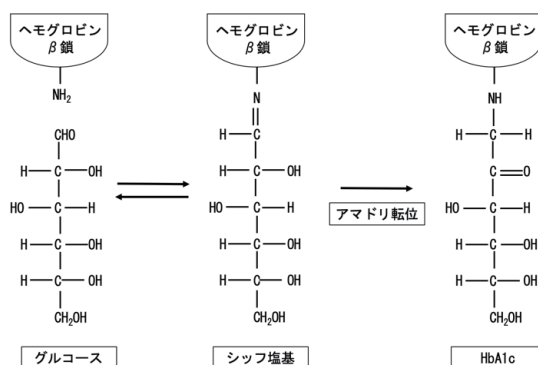 ヘモグロビン
β鎖
NH₂
CHO
H—C—OH
HO—C—H
H—C—OH
H—C—OH
CH₂OH
グルコース
ヘモグロビン
β鎖
N
H—C
H—C—OH
HO—C—H
H—C—OH
H—C—OH
CH₂OH
シッフ塩基
アマドリ転位
ヘモグロビン
β鎖
NH
H—C—H
C=O
HO—C—H
H—C—OH
H—C—OH
CH₂OH
HbA1c